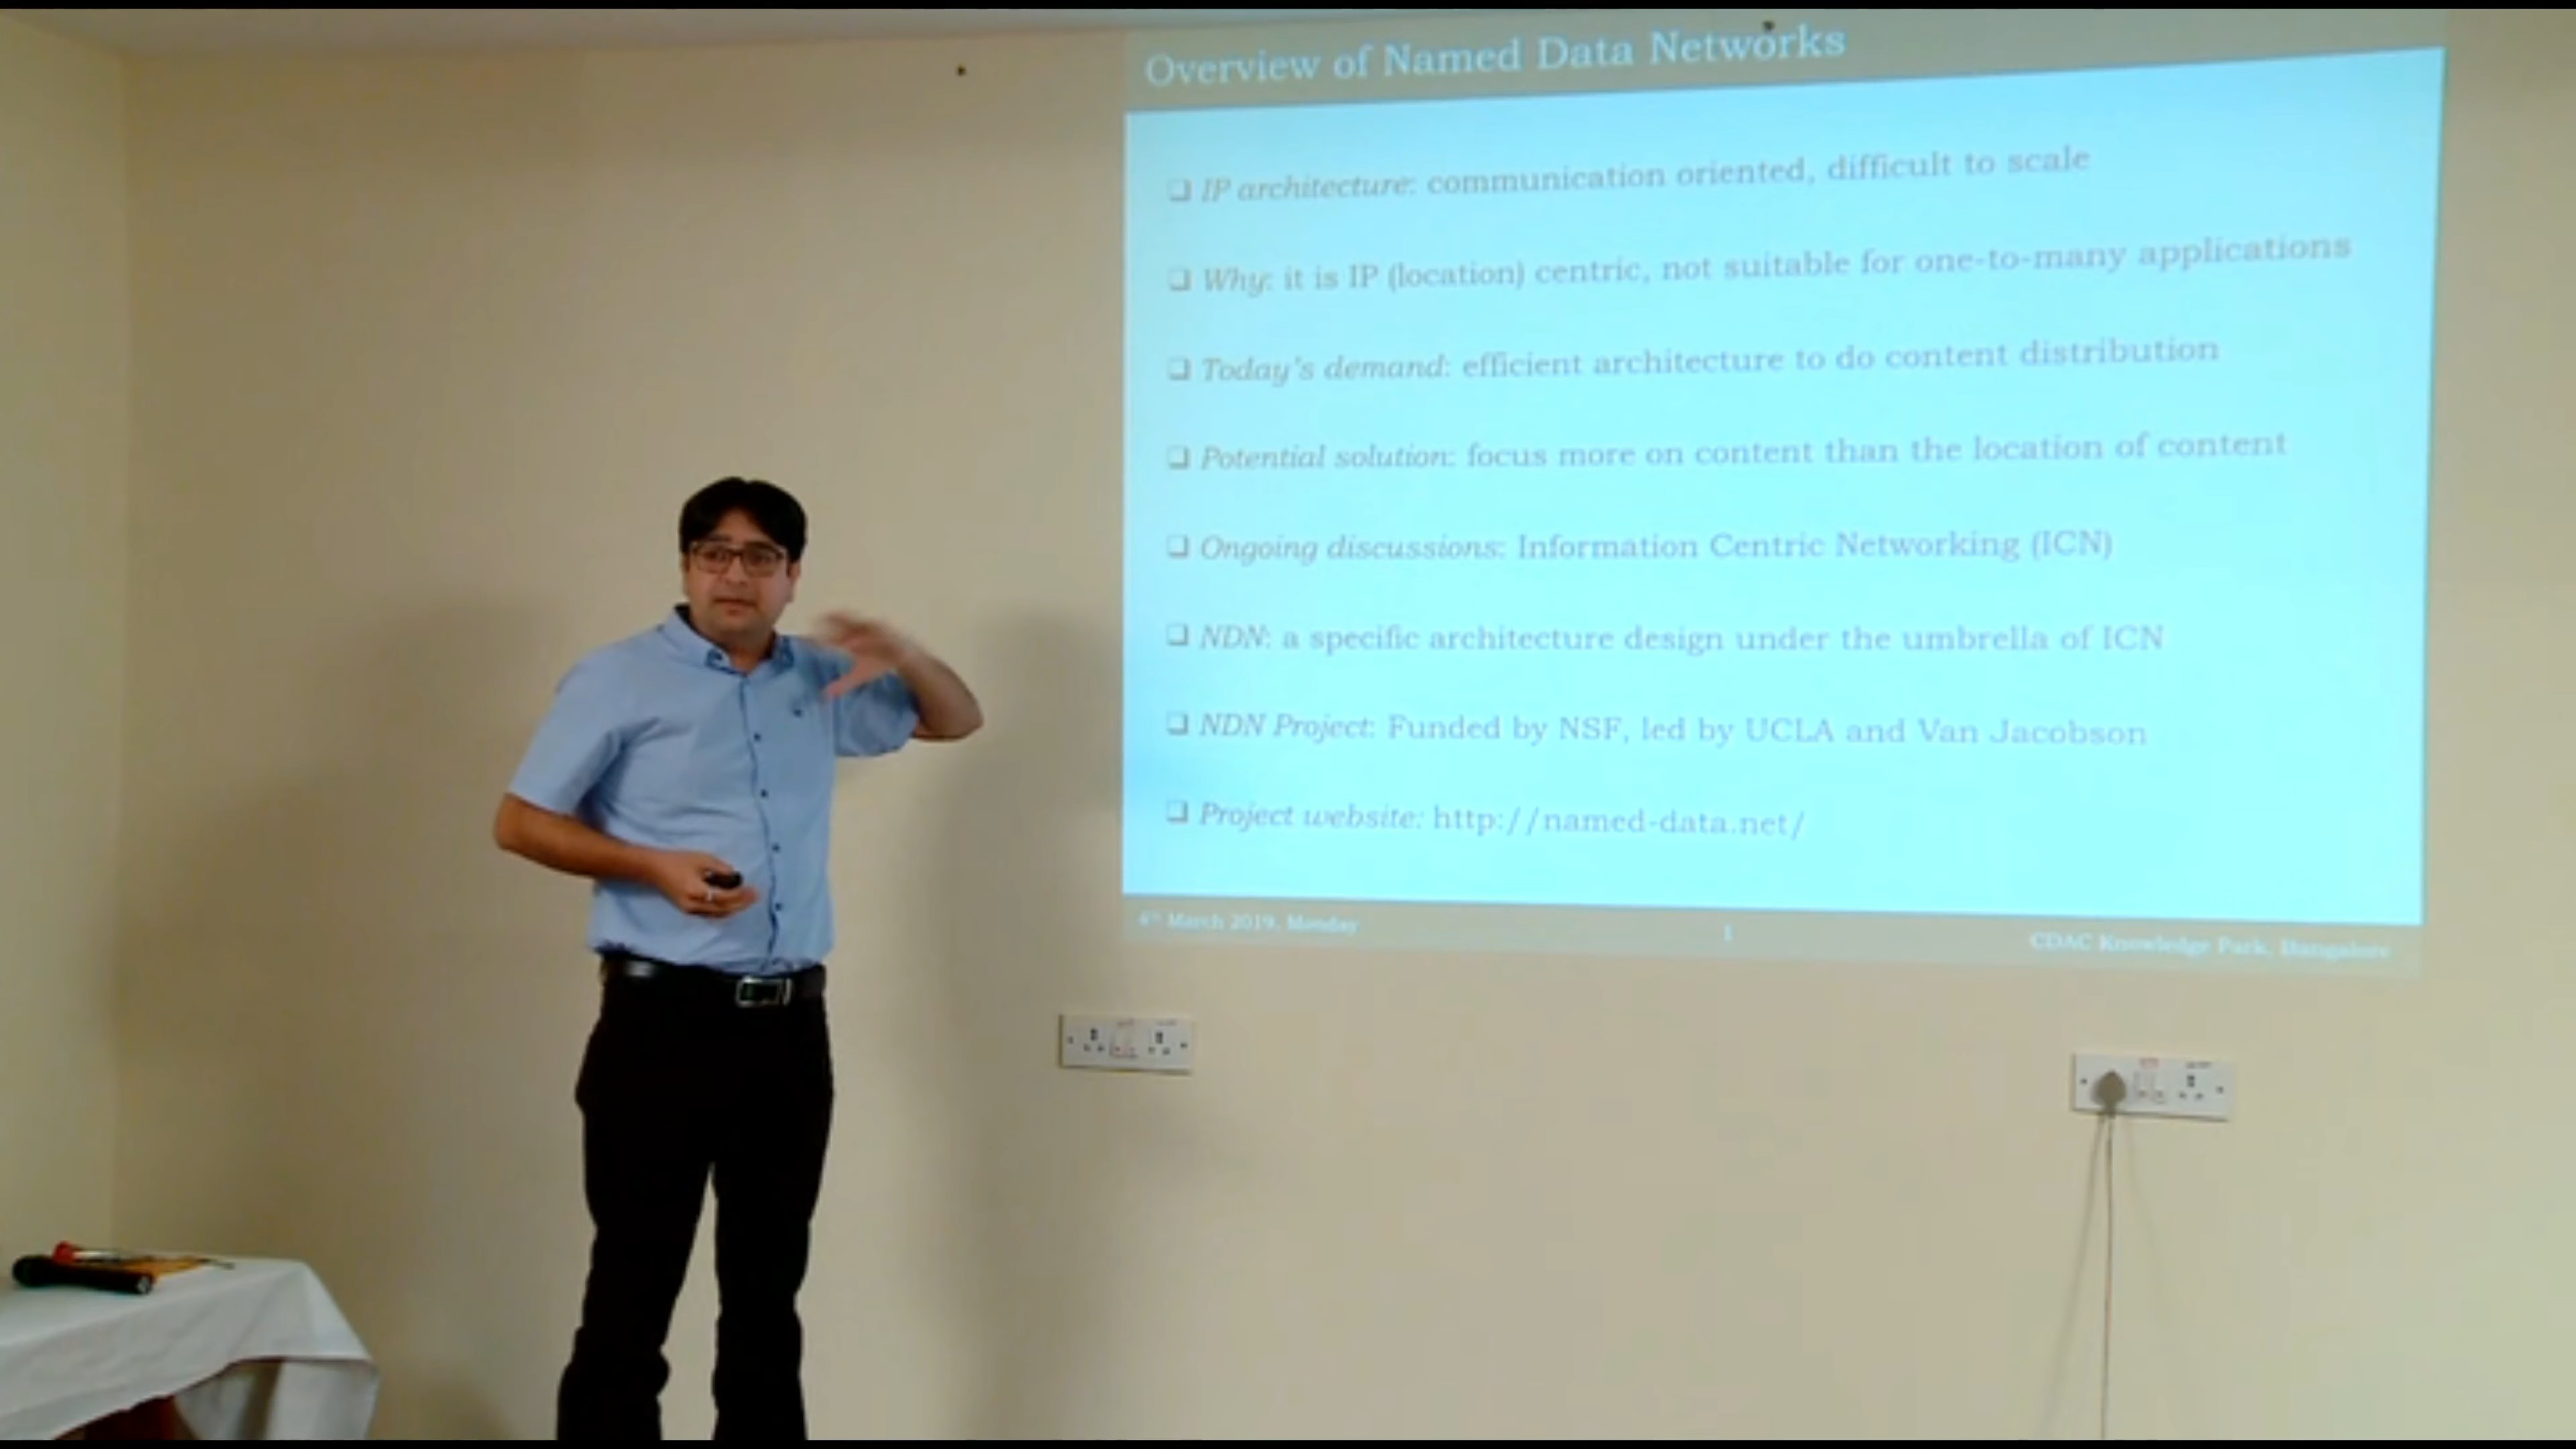 Overview of Named Data Networks
❑ IP architecture: communication oriented, difficult to scale
❑ Why: it is IP (location) centric, not suitable for one-to-many applications
❑ Today's demand: efficient architecture to do content distribution
❑ Potential solution: focus more on content than the location of content
❑ Ongoing discussions: Information Centric Networking (ICN)
❑ NDN: a specific architecture design under the umbrella of ICN
❑ NDN Project: Funded by NSF, led by UCLA and Van Jacobson
❑ Project website: http://named-data.net/
4th March 2019, Monday
1
CDAC Knowledge Park, Bangalore